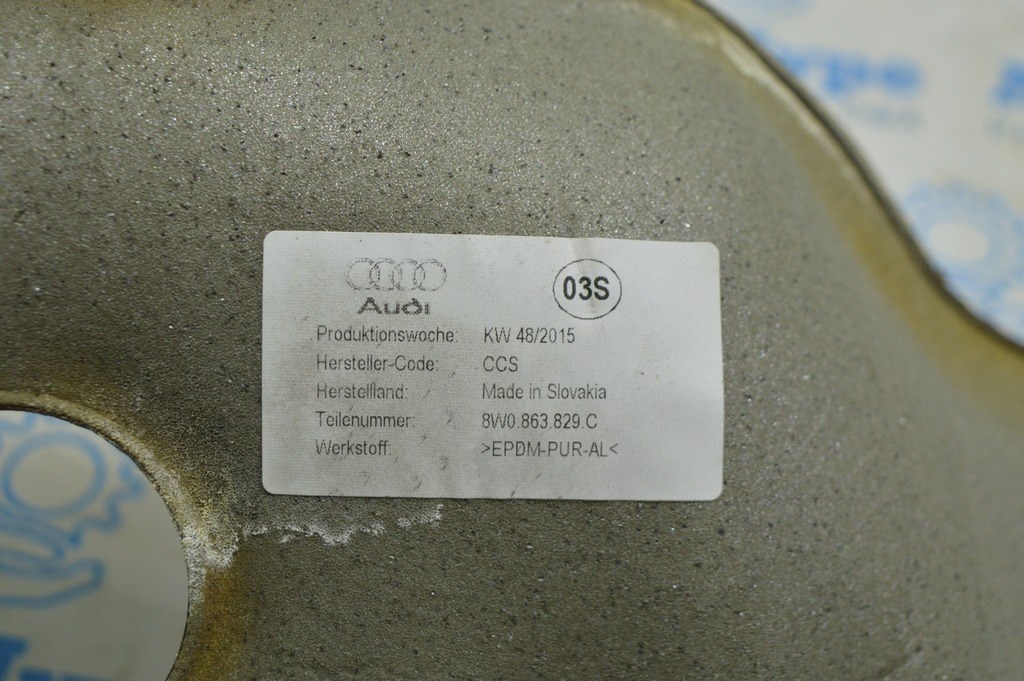 Audi
03S
Produktionswoche: KW 48/2015
Hersteller-Code: CCS
Herstellland: Made in Slovakia
Teilenummer: 8W0.863.829.C
Werkstoff: >EPDM-PUR-AL<